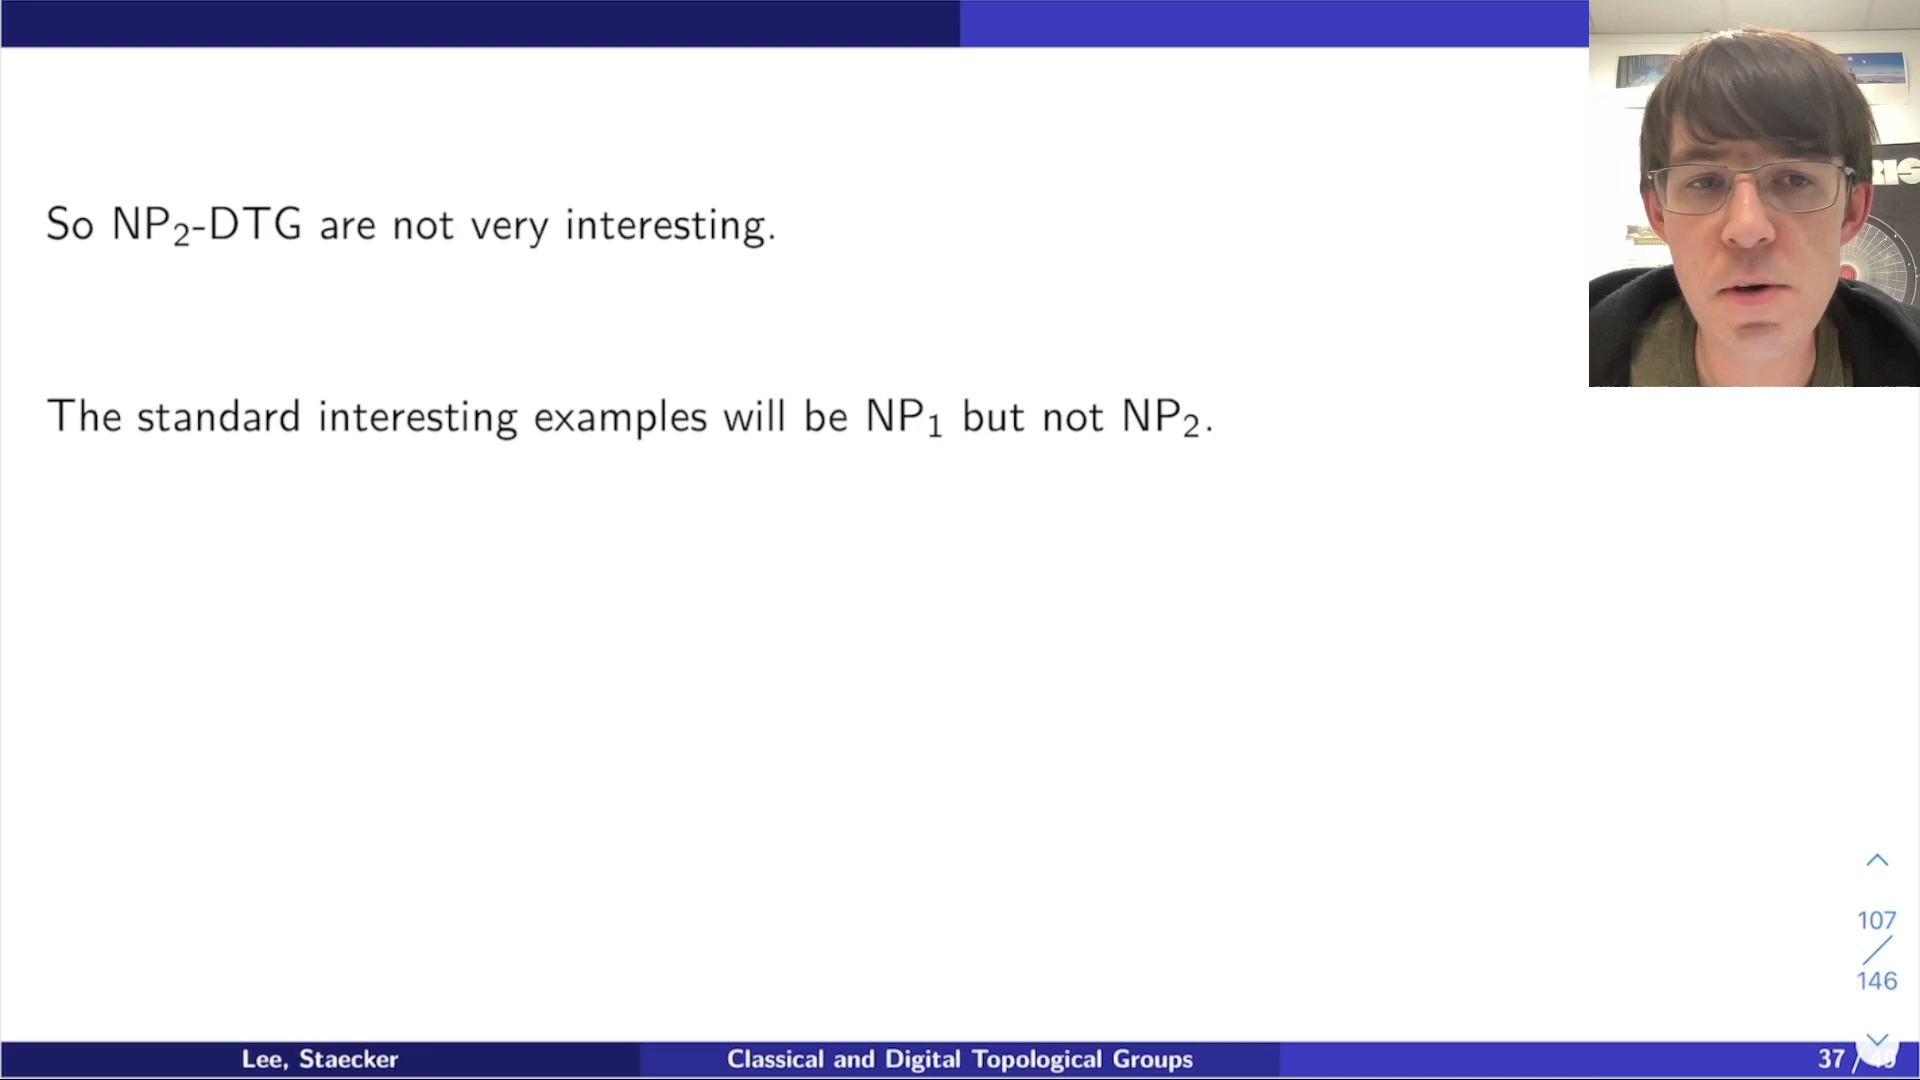 So NP₂-DTG are not very interesting.
The standard interesting examples will be NP₁ but not NP₂.
107
/
146
Lee, Staecker
Classical and Digital Topological Groups
37 /